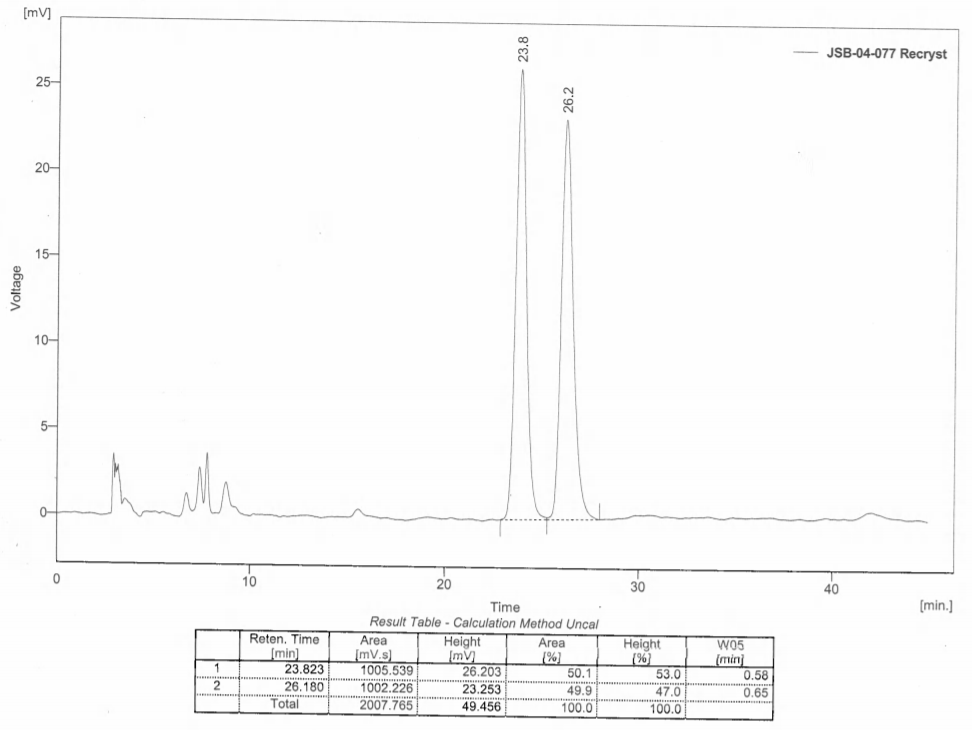 [mV]
JSB-04-077 Recryst
23.8
26.2
25
20
15
10
5
0
Voltage
0 10 20 30 40
Time [min.]
Result Table - Calculation Method Uncal
Reten. Time Area Height Area Height W05
[min] [mV.s] [mV] [%] [%] [min]
1 23.823 1005.539 26.203 50.1 53.0 0.58
2 26.180 1002.226 23.253 49.9 47.0 0.65
Total 2007.765 49.456 100.0 100.0